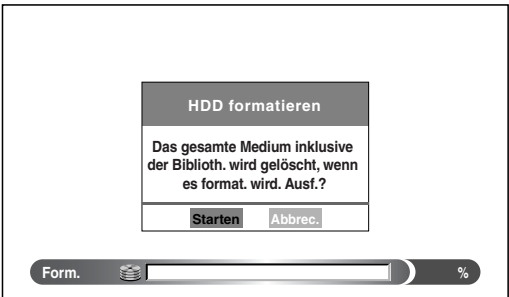 HDD formatieren
Das gesamte Medium inklusive
der Biblioth. wird gelöscht, wenn
es format. wird. Ausf.?
Starten Abbrec.
Form. %